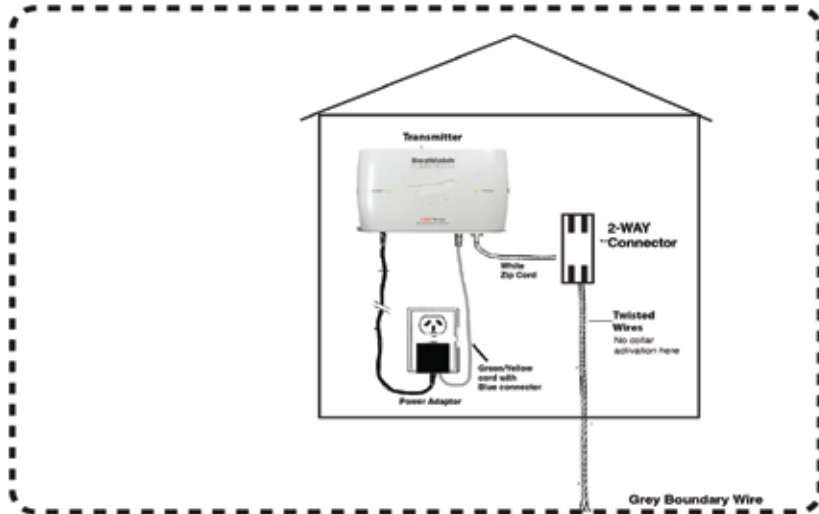 Transmitter
2-WAY
Connector
White
Zip Cord
Twisted
Wires
No collar
activation here
Green/Yellow
cord with
Blue connector
Power Adaptor
Grey Boundary Wire